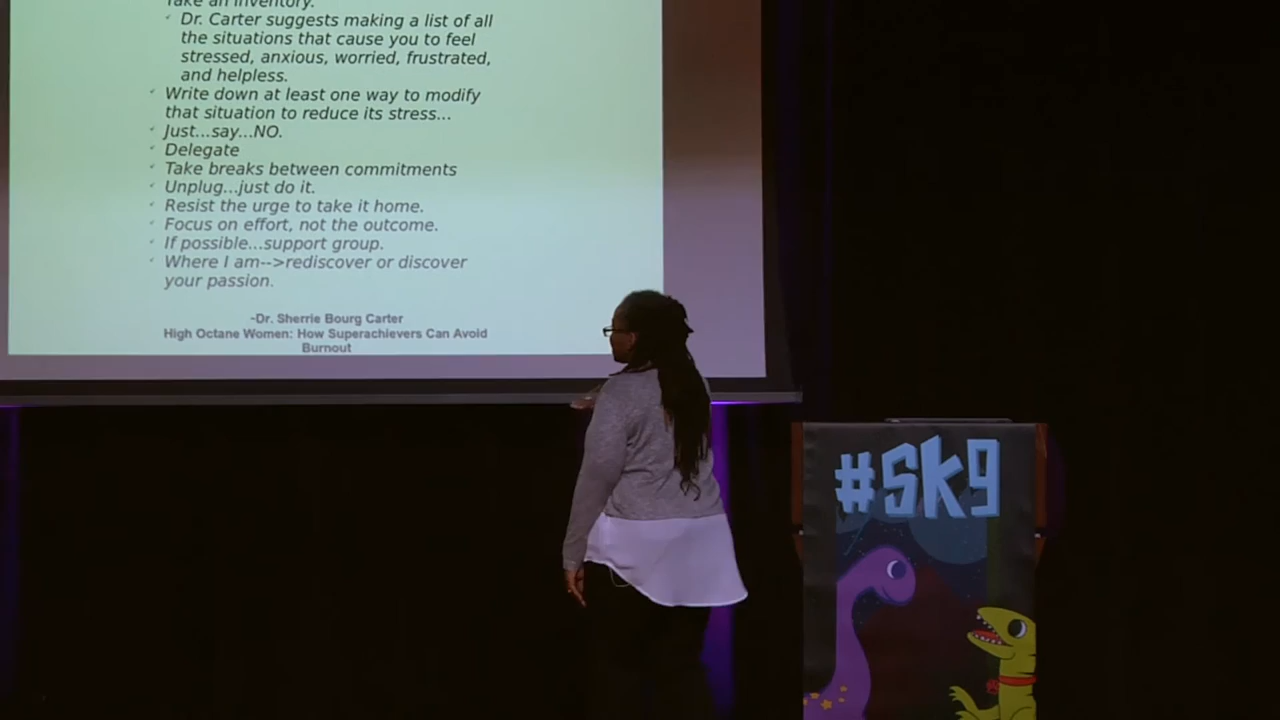 Take an inventory.
Dr. Carter suggests making a list of all
the situations that cause you to feel
stressed, anxious, worried, frustrated,
and helpless.
Write down at least one way to modify
that situation to reduce its stress...
Just...say...NO.
Delegate
Take breaks between commitments
Unplug...just do it.
Resist the urge to take it home.
Focus on effort, not the outcome.
If possible...support group.
Where I am-->rediscover or discover
your passion.
-Dr. Sherrie Bourg Carter
High Octane Women: How Superachievers Can Avoid
Burnout
#SK9